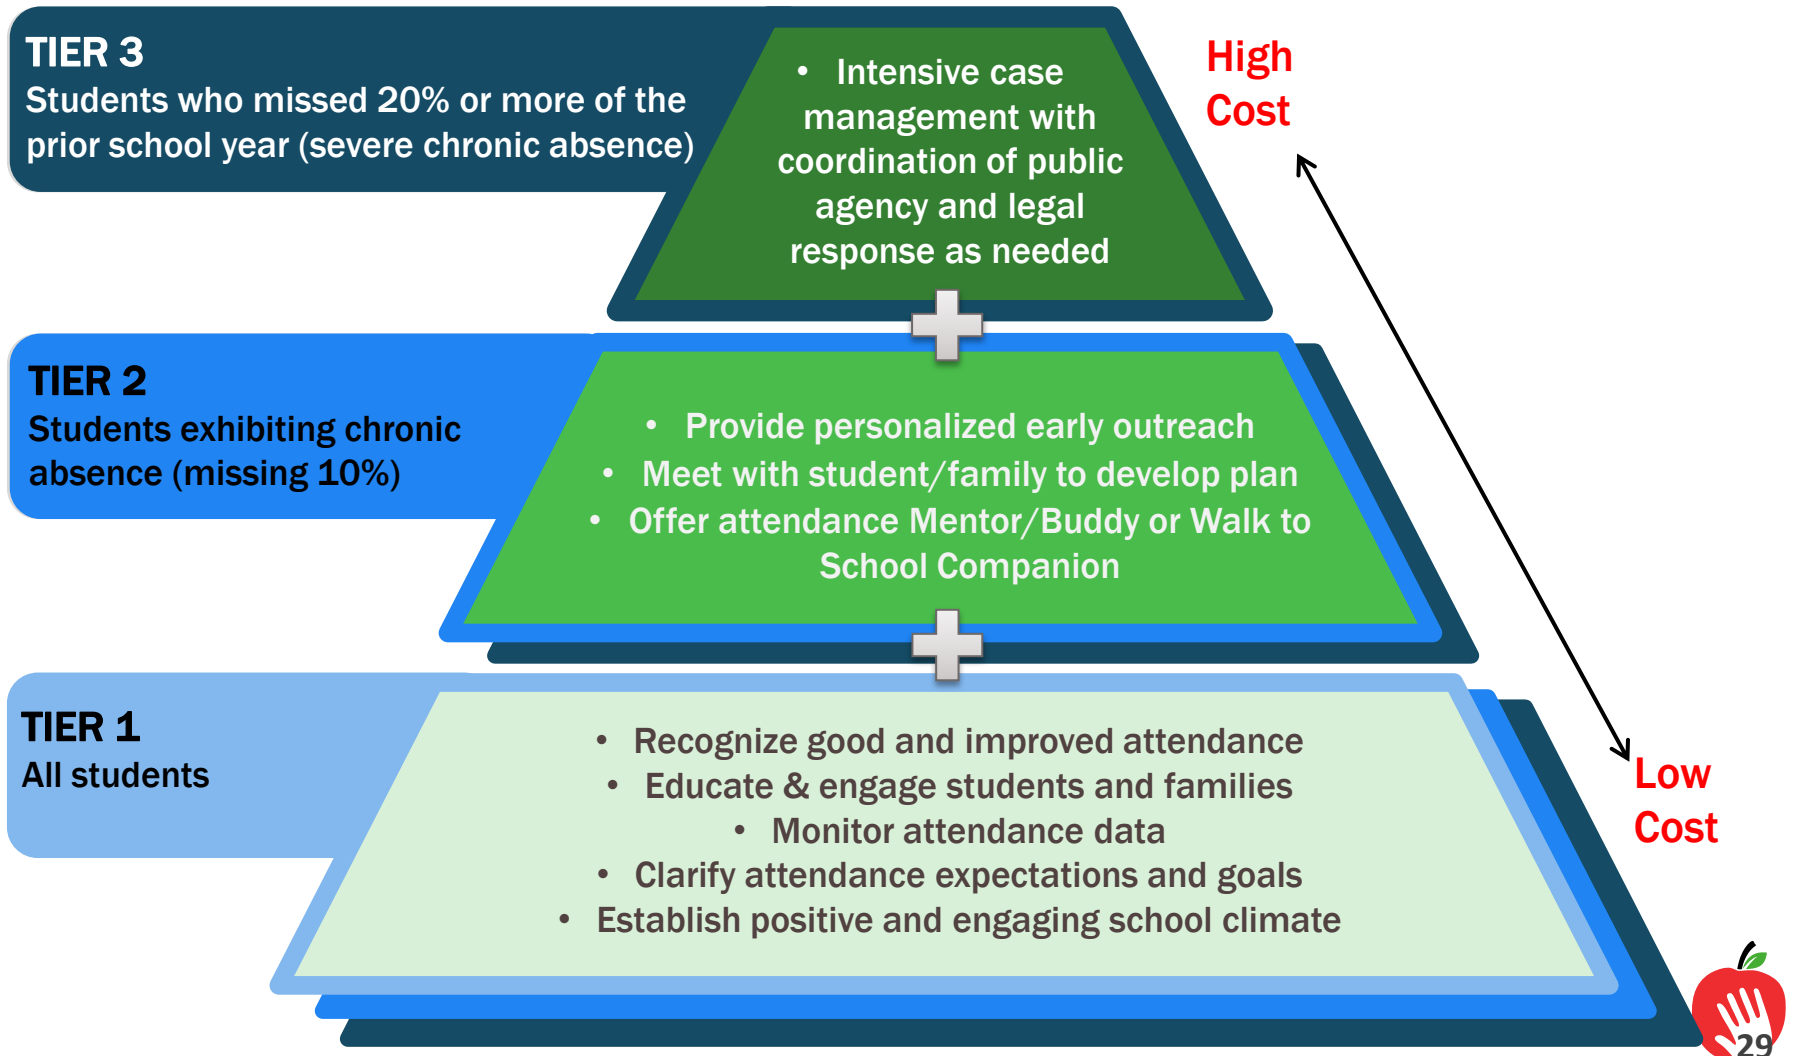 TIER 3
Students who missed 20% or more of the
prior school year (severe chronic absence)
• Intensive case
management with
coordination of public
agency and legal
response as needed
High
Cost
TIER 2
Students exhibiting chronic
absence (missing 10%)
• Provide personalized early outreach
• Meet with student/family to develop plan
• Offer attendance Mentor/Buddy or Walk to
School Companion
TIER 1
All students
• Recognize good and improved attendance
• Educate & engage students and families
• Monitor attendance data
• Clarify attendance expectations and goals
• Establish positive and engaging school climate
Low
Cost
29